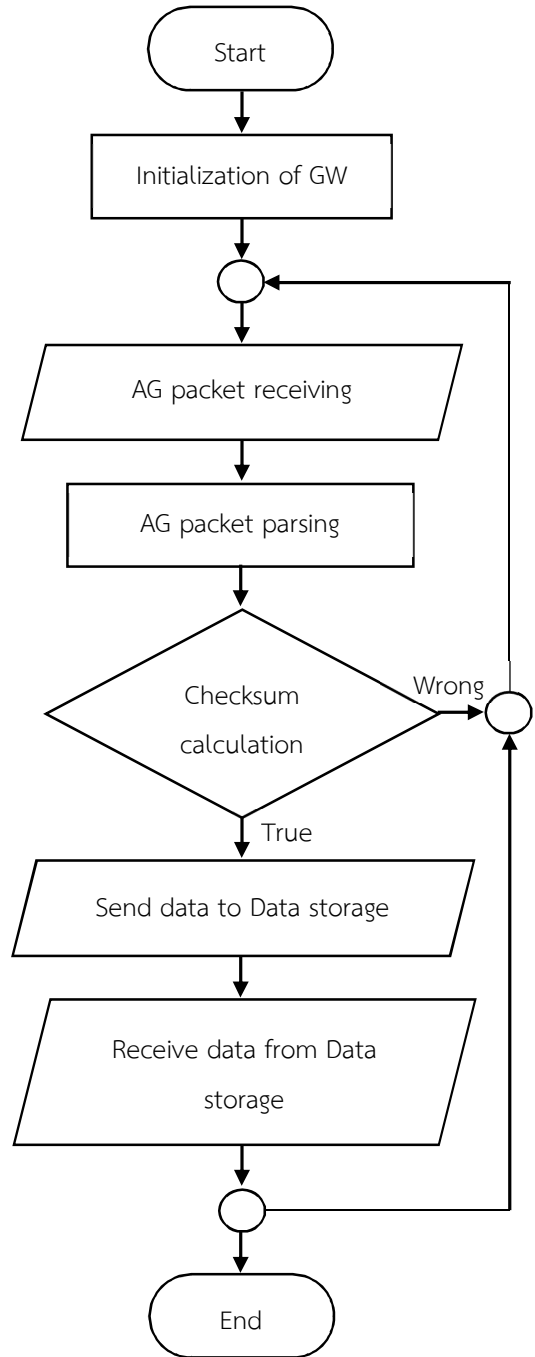 Start
Initialization of GW
AG packet receiving
AG packet parsing
Checksum
calculation
Wrong
True
Send data to Data storage
Receive data from Data
storage
End